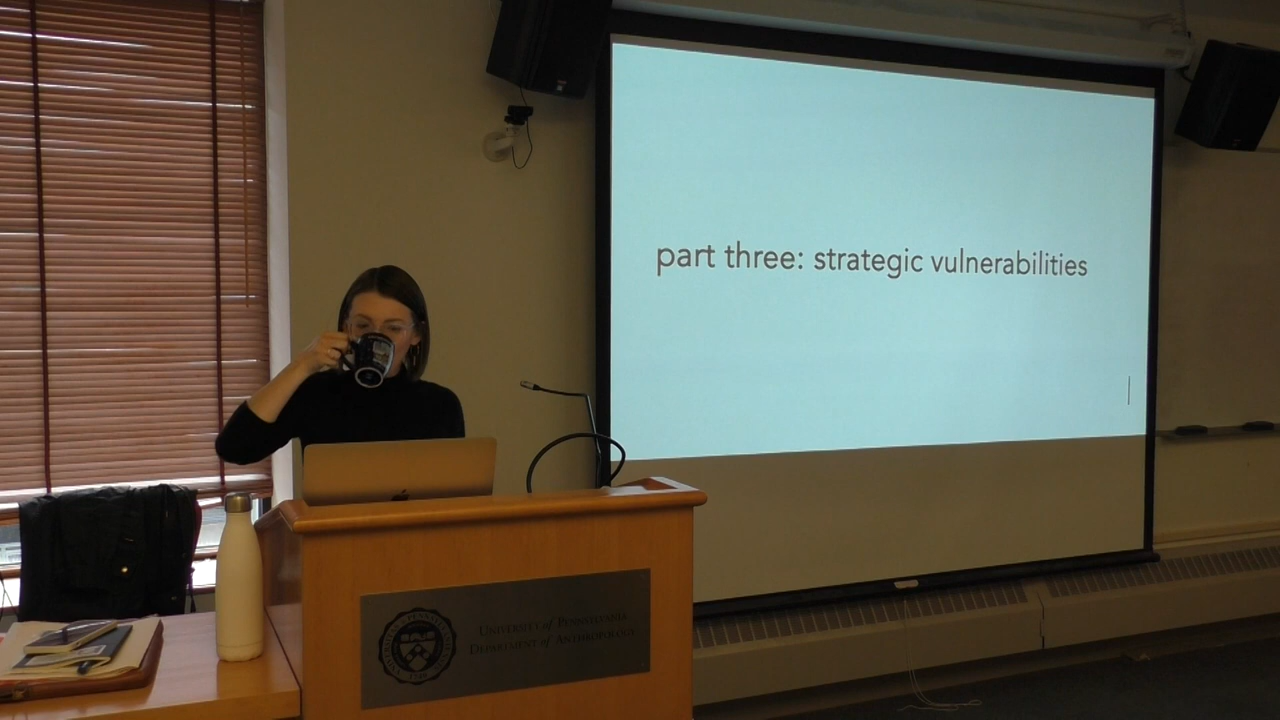 part three: strategic vulnerabilities
UNIVERSITY of PENNSYLVANIA
DEPARTMENT of ANTHROPOLOGY